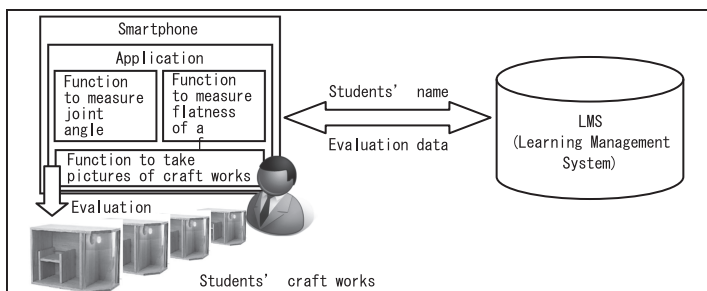 Smartphone
Application
Function
to measure
joint
angle
Function
to measure
flatness
of a
Function to take
pictures of craft works
Evaluation
Students' craft works
Students' name
Evaluation data
LMS
(Learning Management
System)